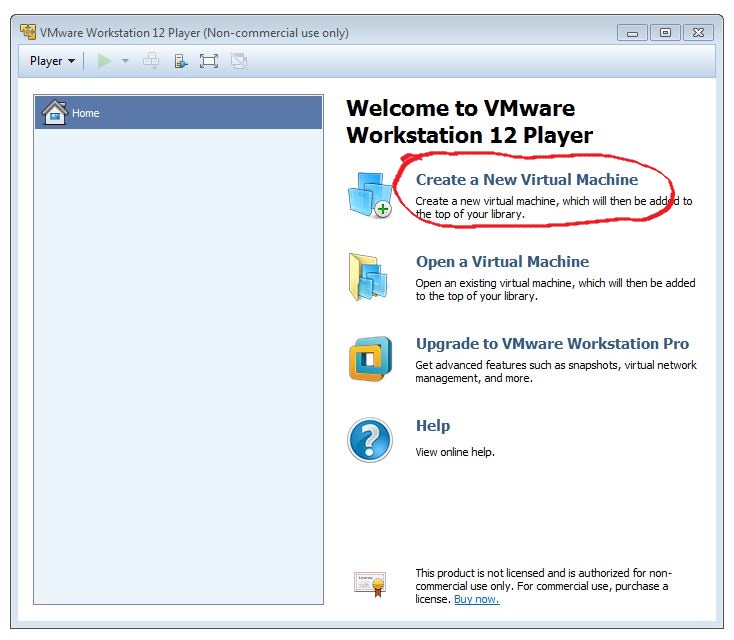 VMware Workstation 12 Player (Non-commercial use only)
Player
Home
Welcome to VMware
Workstation 12 Player
Create a New Virtual Machine
Create a new virtual machine, which will then be added to
the top of your library.
Open a Virtual Machine
Open an existing virtual machine, which will then be added
to the top of your library.
Upgrade to VMware Workstation Pro
Get advanced features such as snapshots, virtual network
management, and more.
Help
View online help.
This product is not licensed and is authorized for non-
commercial use only. For commercial use, purchase a
license. Buy now.